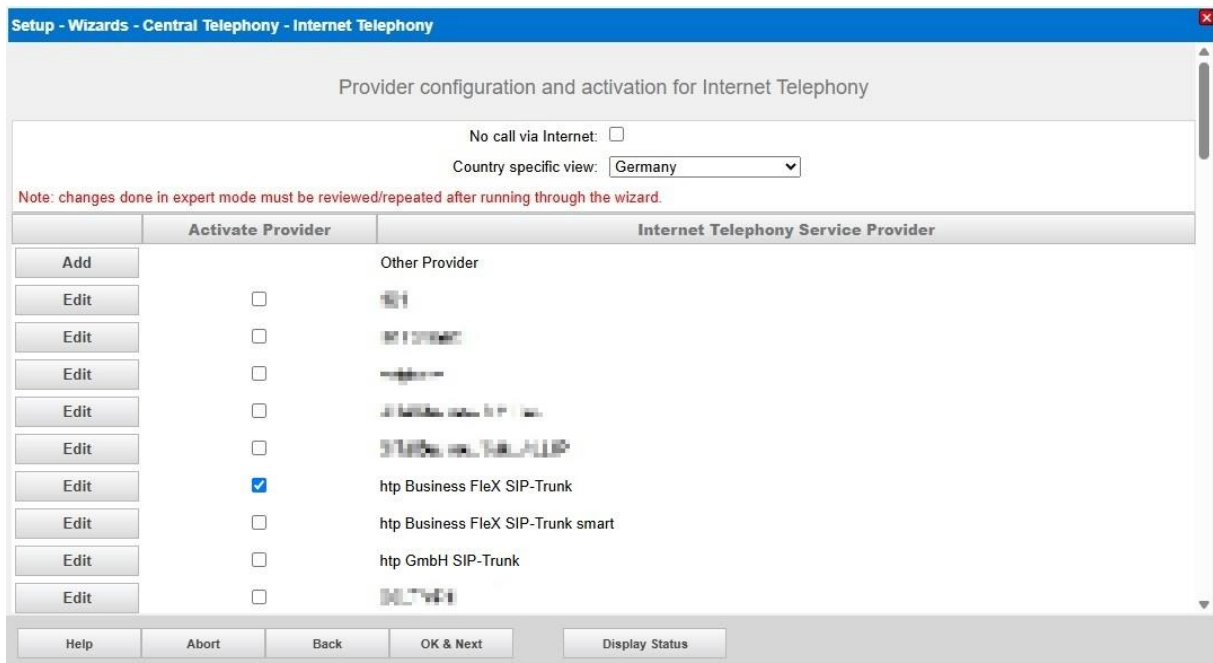 Setup - Wizards - Central Telephony - Internet Telephony
Provider configuration and activation for Internet Telephony
No call via Internet:
Country specific view: Germany
Note: changes done in expert mode must be reviewed/repeated after running through the wizard.
Activate Provider Internet Telephony Service Provider
Add Other Provider
Edit
Edit
Edit
Edit
Edit
Edit htp Business FleX SIP-Trunk
Edit htp Business FleX SIP-Trunk smart
Edit htp GmbH SIP-Trunk
Edit
Help Abort Back OK & Next Display Status